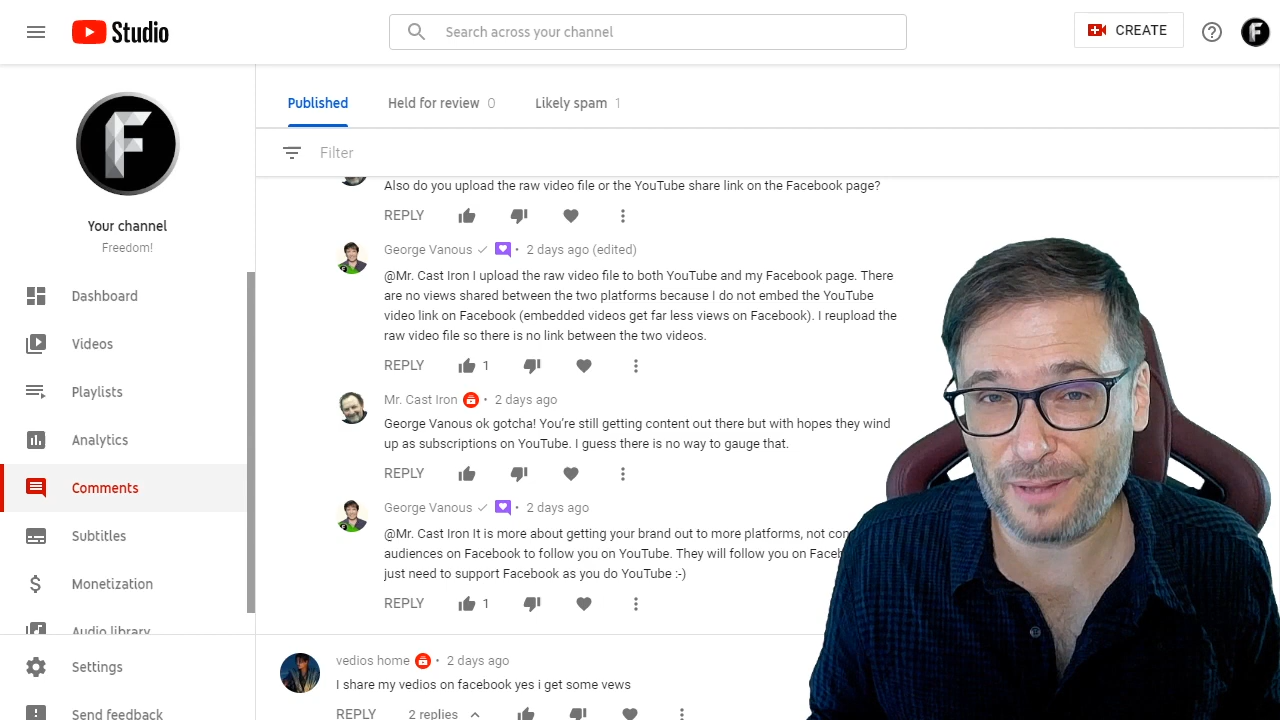 Studio
Search across your channel
CREATE
F
F
Your channel
Freedom!
Dashboard
Videos
Playlists
Analytics
Comments
Subtitles
Monetization
Audio library
Settings
Send feedback
Published
Held for review 0
Likely spam 1
Filter
Also do you upload the raw video file or the YouTube share link on the Facebook page?
REPLY
George Vanous • 2 days ago (edited)
@Mr. Cast Iron I upload the raw video file to both YouTube and my Facebook page. There
are no views shared between the two platforms because I do not embed the YouTube
video link on Facebook (embedded videos get far less views on Facebook). I reupload the
raw video file so there is no link between the two videos.
REPLY 1
Mr. Cast Iron • 2 days ago
George Vanous ok gotcha! You’re still getting content out there but with hopes they wind
up as subscriptions on YouTube. I guess there is no way to gauge that.
REPLY
George Vanous • 2 days ago
@Mr. Cast Iron It is more about getting your brand out to more platforms, not
audiences on Facebook to follow you on YouTube. They will follow you on
just need to support Facebook as you do YouTube :-)
REPLY 1
vedios home • 2 days ago
I share my vedios on facebook yes i get some vews
REPLY 2 replies